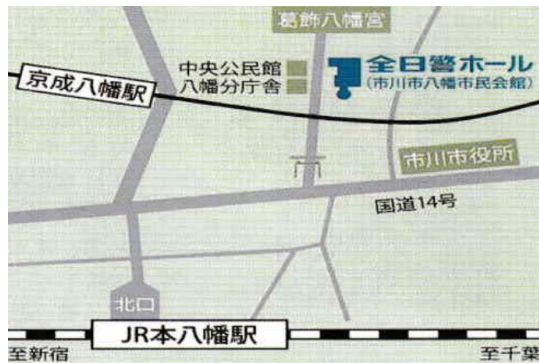 葛飾八幡宮
中央公民館
八幡分庁舎
全日警ホール
(市川市八幡市民会館)
京成八幡駅
市川市役所
国道14号
北口
JR本八幡駅
至新宿
至千葉